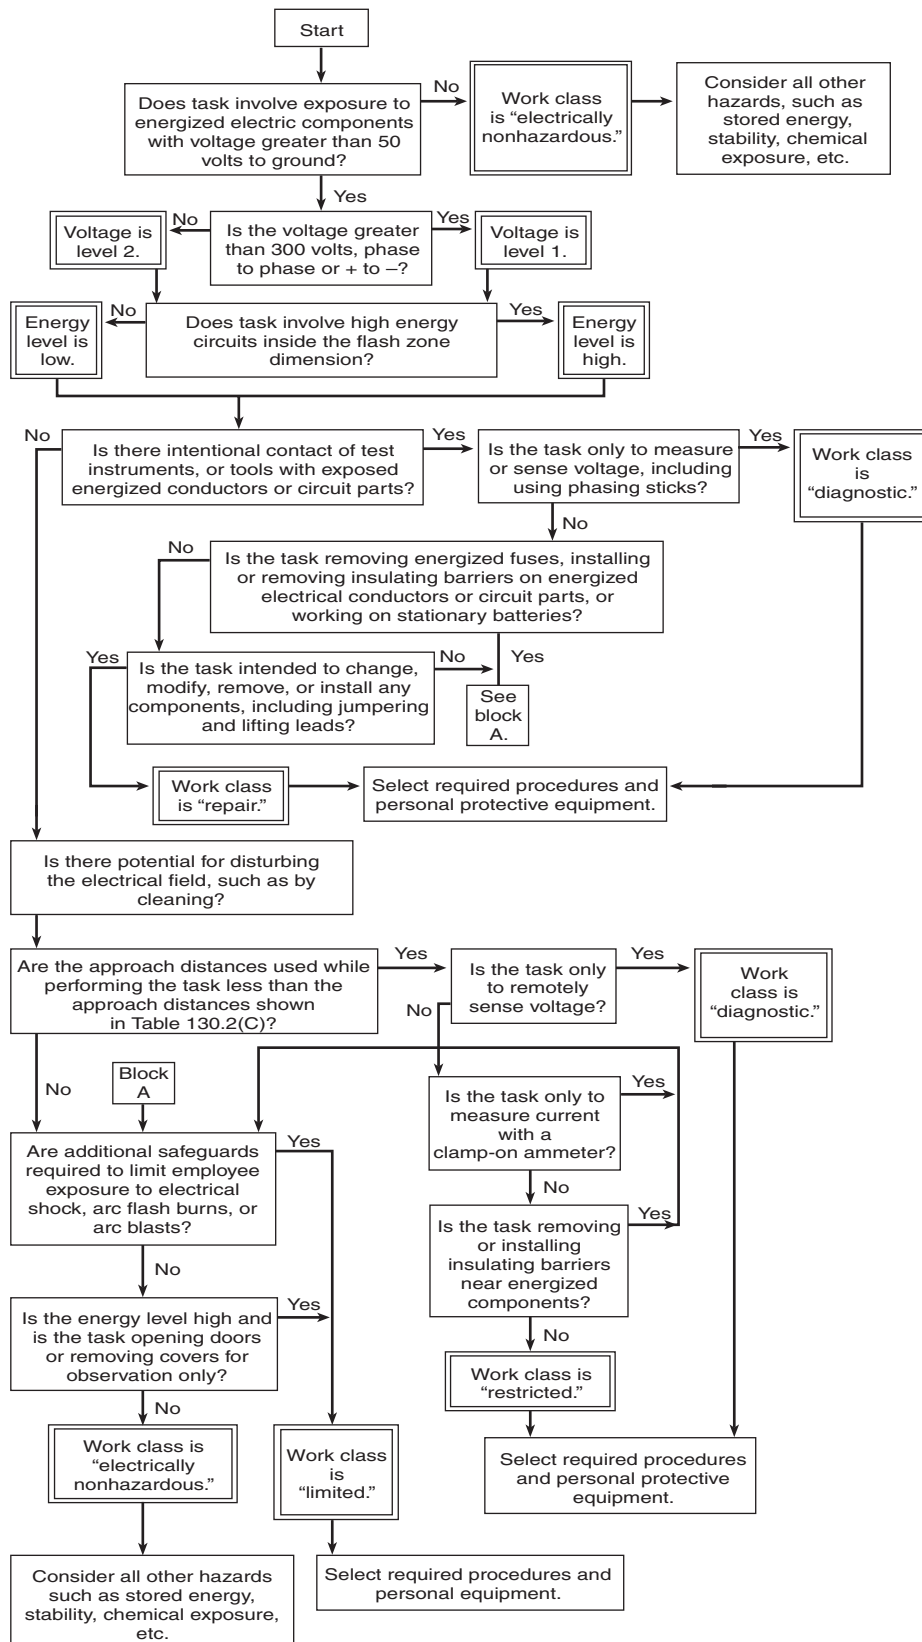 Start
Does task involve exposure to
energized electric components
with voltage greater than 50
volts to ground?
No
Work class
is “electrically
nonhazardous.”
Consider all other
hazards, such as
stored energy,
stability, chemical
exposure, etc.
Yes
Voltage is
level 2.
No
Is the voltage greater
than 300 volts, phase
to phase or + to –?
Yes
Voltage is
level 1.
Energy
level is
low.
No
Does task involve high energy
circuits inside the flash zone
dimension?
Yes
Energy
level is
high.
No
Is there intentional contact of test
instruments, or tools with exposed
energized conductors or circuit parts?
Yes
Is the task only to measure
or sense voltage, including
using phasing sticks?
Yes
Work class
is
“diagnostic.”
No
No
Is the task removing energized fuses, installing
or removing insulating barriers on energized
electrical conductors or circuit parts, or
working on stationary batteries?
Yes
Is the task intended to change,
modify, remove, or install any
components, including jumpering
and lifting leads?
No
Yes
See
block
A.
Work class
is “repair.”
Select required procedures and
personal protective equipment.
Is there potential for disturbing
the electrical field, such as by
cleaning?
Are the approach distances used while
performing the task less than the
approach distances shown
in Table 130.2(C)?
Yes
Is the task only
to remotely
sense voltage?
Yes
Work
class is
“diagnostic.”
No
No
Block
A
Is the task only to
measure current
with a
clamp-on ammeter?
Yes
Are additional safeguards
required to limit employee
exposure to electrical
shock, arc flash burns, or
arc blasts?
Yes
No
Is the task removing
or installing
insulating barriers
near energized
components?
Yes
No
Is the energy level high and
is the task opening doors
or removing covers for
observation only?
Yes
No
Work class is
“restricted.”
No
Work class is
“electrically
nonhazardous.”
Work class
is
“limited.”
Select required procedures
and personal protective
equipment.
Consider all other hazards
such as stored energy,
stability, chemical exposure,
etc.
Select required procedures and
personal equipment.